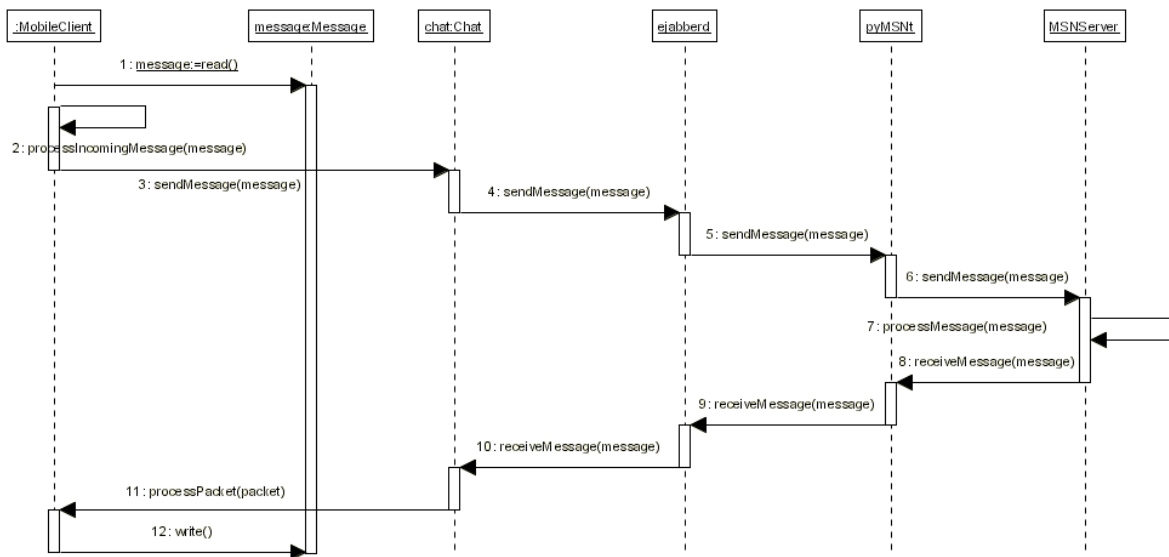 :MobileClient
message:Message
chat:Chat
ejabberd
pyMSNt
MSNServer
1: message:=read()
2: processIncomingMessage(message)
3: sendMessage(message)
4: sendMessage(message)
5: sendMessage(message)
6: sendMessage(message)
7: processMessage(message)
8: receiveMessage(message)
9: receiveMessage(message)
10: receiveMessage(message)
11: processPacket(packet)
12: write()